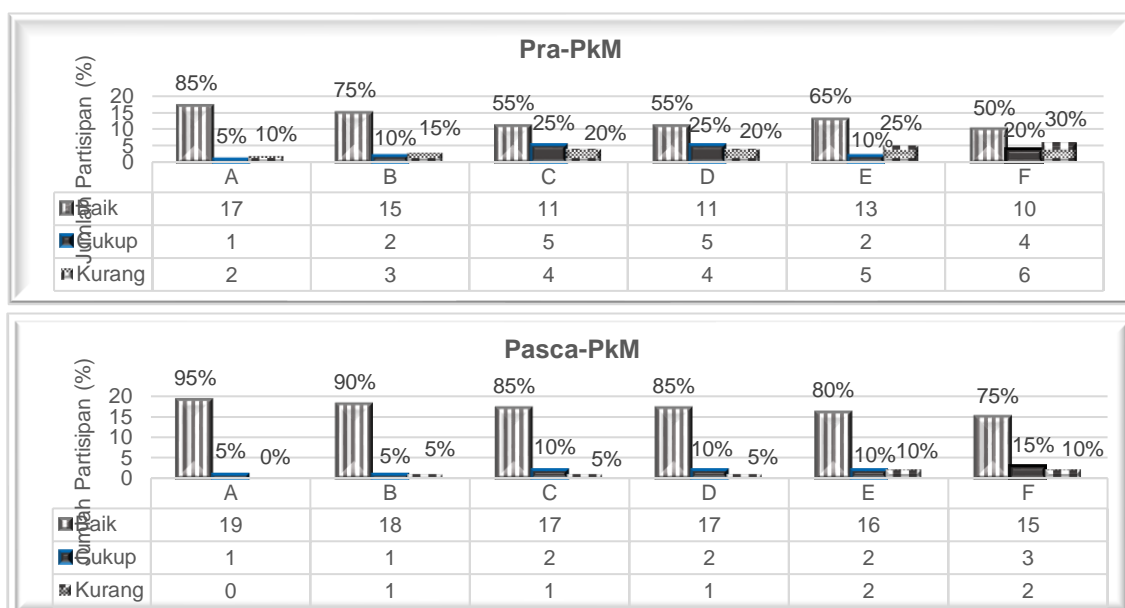 Pra-PkM
Jumlah Partisipan (%)
85% 5% 10% 75% 10% 15% 55% 25% 20% 55% 25% 20% 65% 10% 25% 50% 20% 30%
20
15
10
5
0
A B C D E F
Baik 17 15 11 11 13 10
Cukup 1 2 5 5 2 4
Kurang 2 3 4 4 5 6
Pasca-PkM
Jumlah Partisipan (%)
95% 5% 0% 90% 5% 5% 85% 10% 5% 85% 10% 5% 80% 10% 10% 75% 15% 10%
20
15
10
5
0
A B C D E F
Baik 19 18 17 17 16 15
Cukup 1 1 2 2 2 3
Kurang 0 1 1 1 2 2